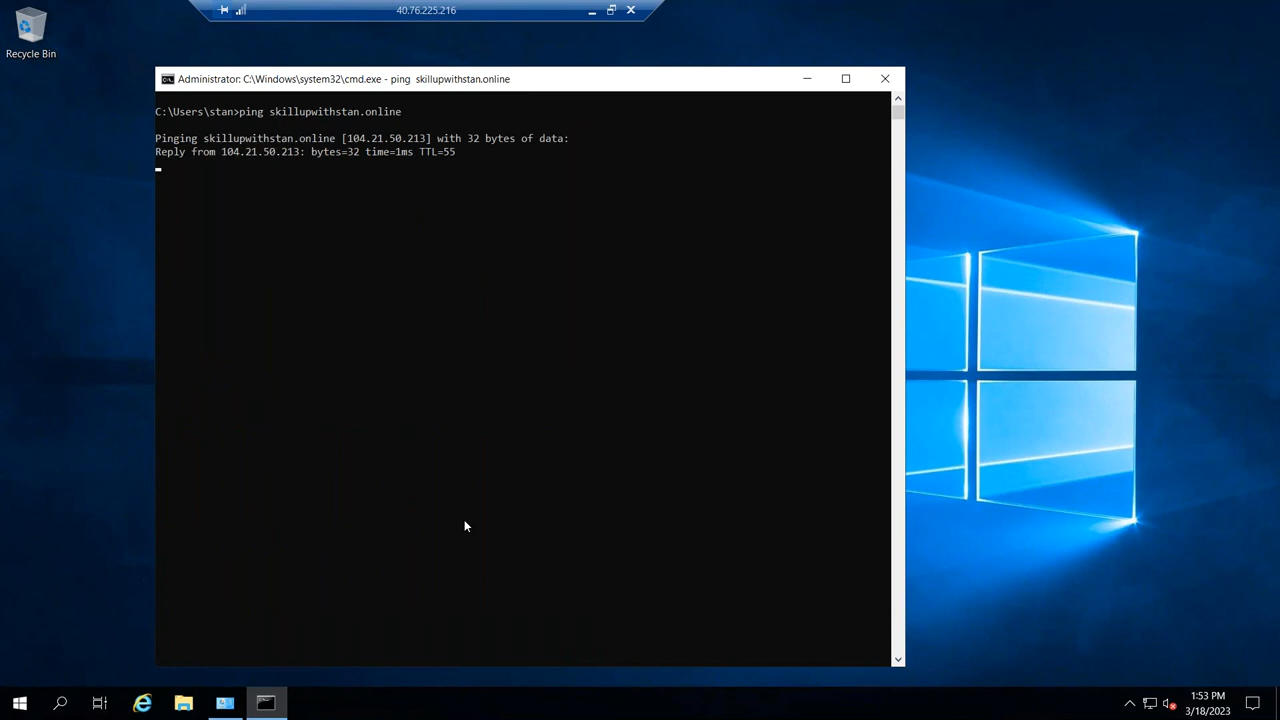 40.76.225.216
Recycle Bin
Administrator: C:\Windows\system32\cmd.exe - ping  skillupwithstan.online
C:\Users\stan>ping skillupwithstan.online
Pinging skillupwithstan.online [104.21.50.213] with 32 bytes of data:
Reply from 104.21.50.213: bytes=32 time=1ms TTL=55
1:53 PM
3/18/2023